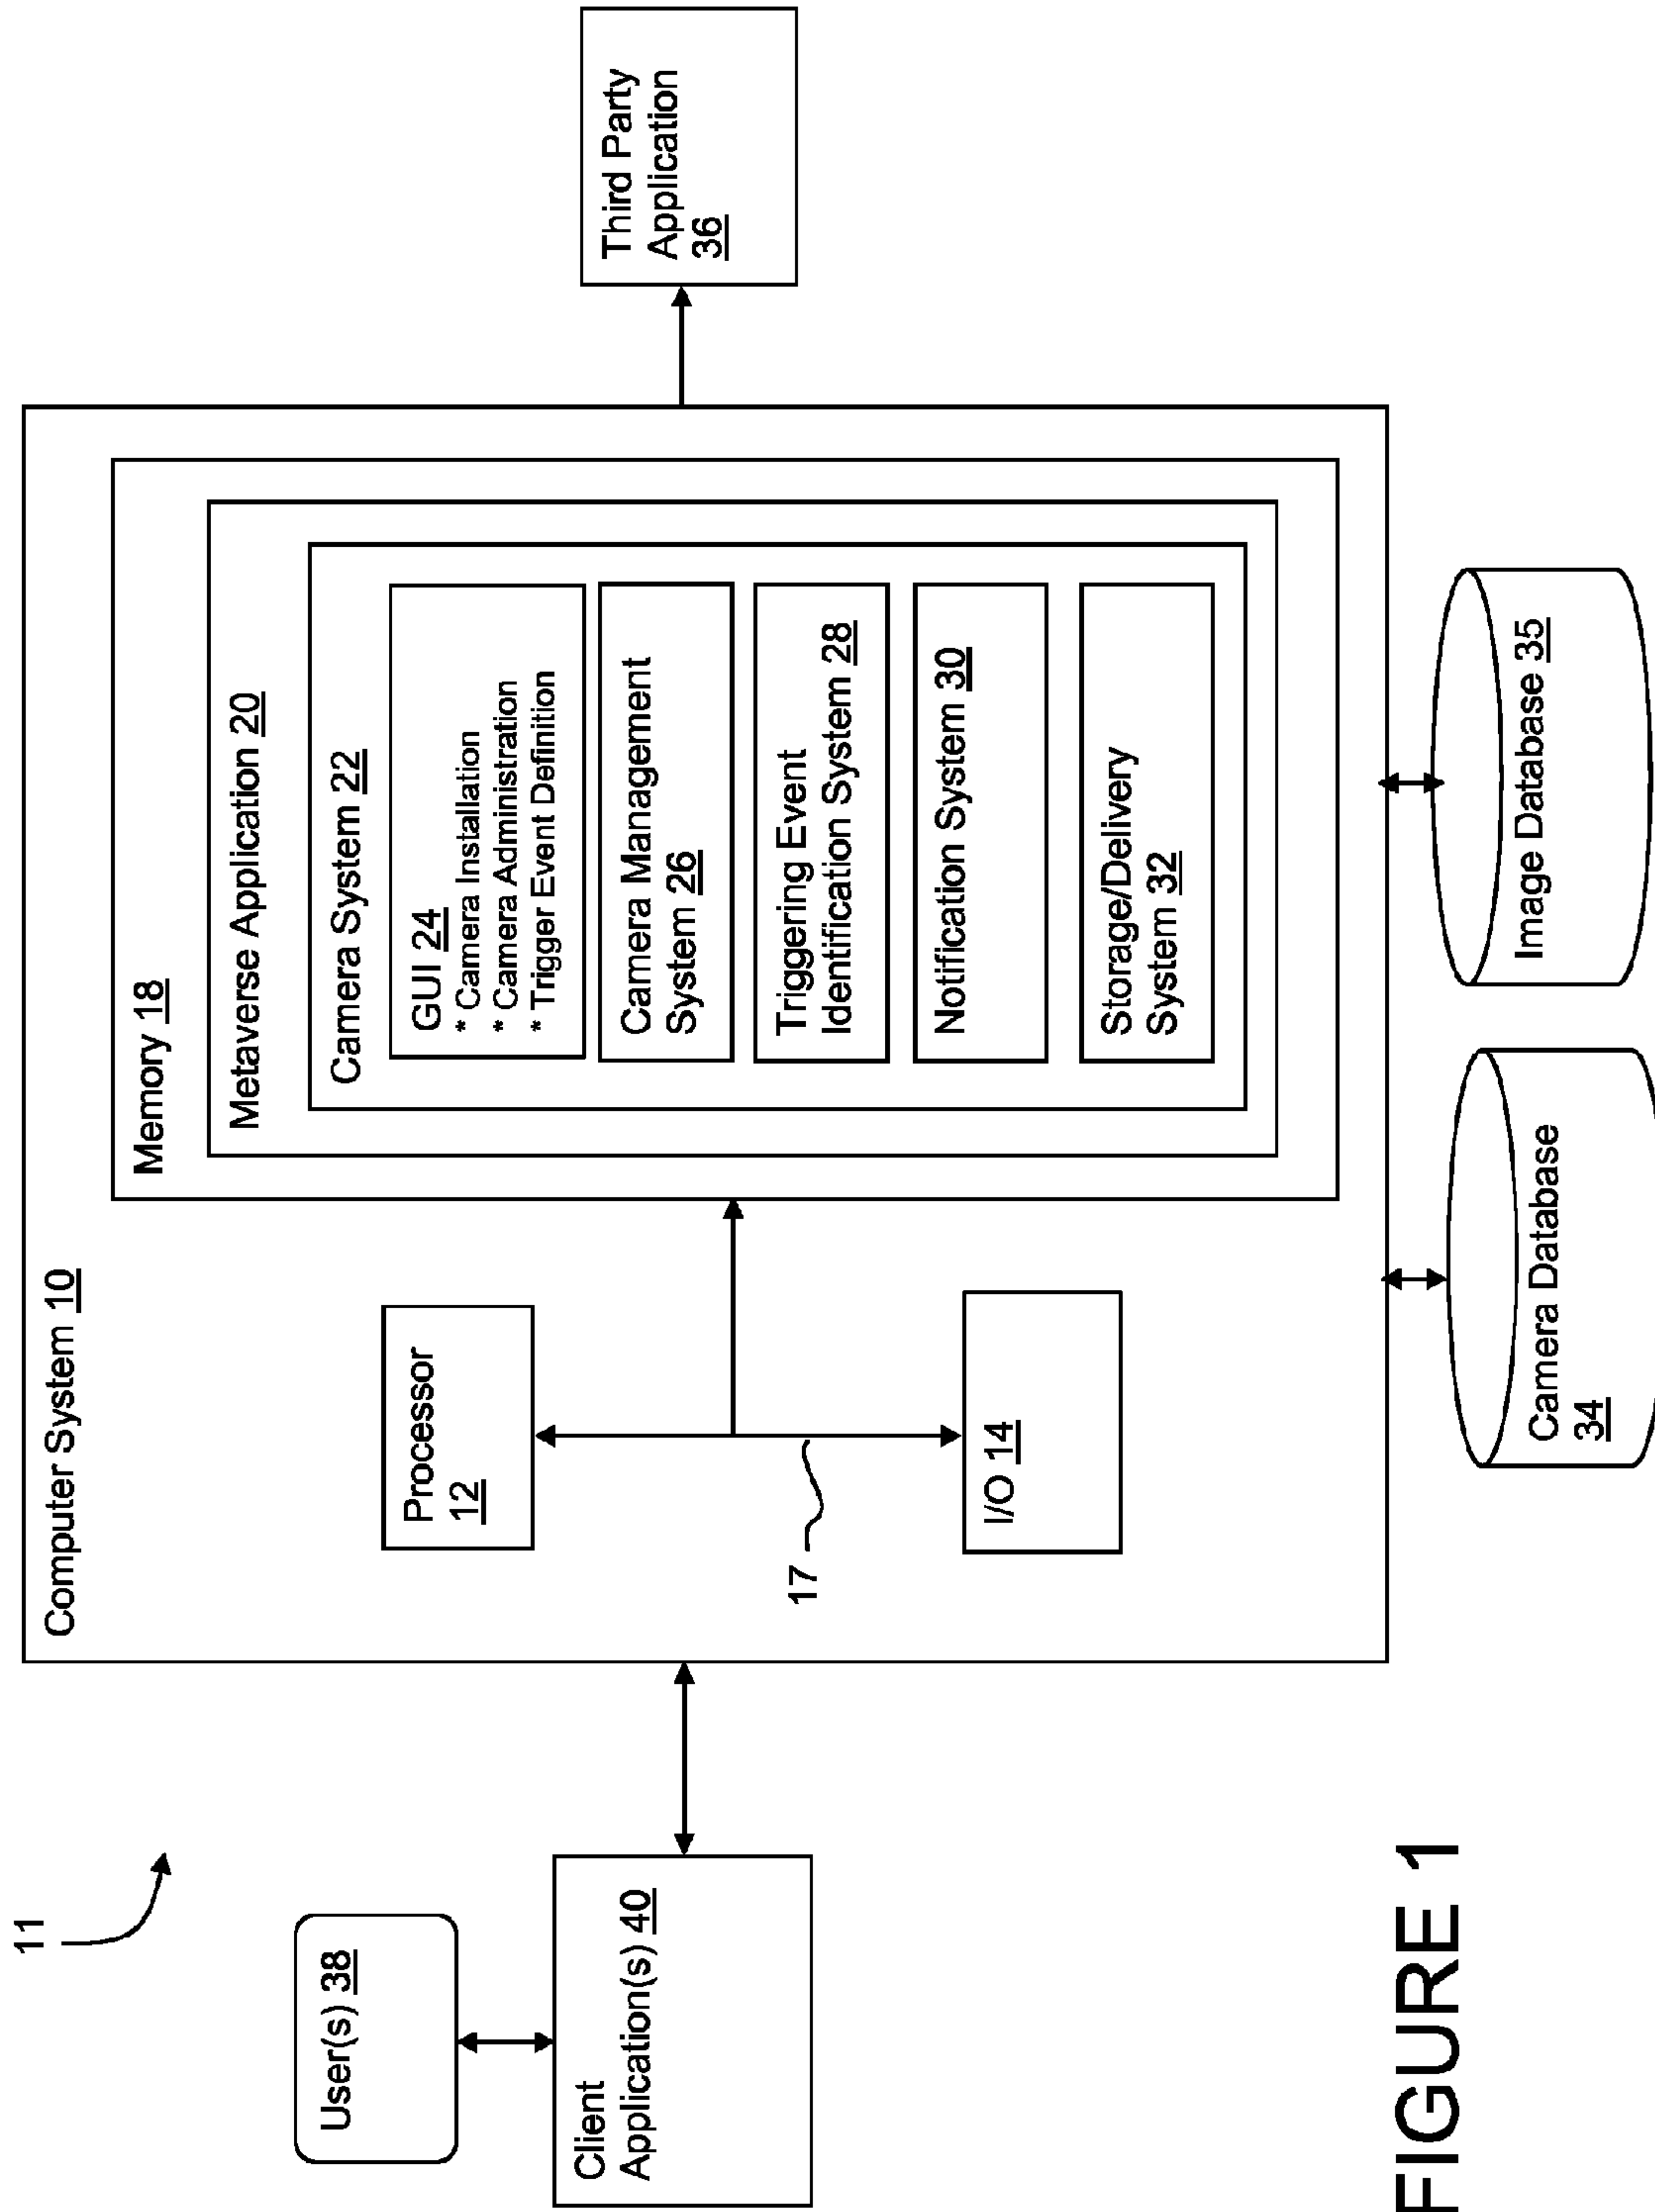 11
User(s) 38
Client
Application(s) 40
Computer System 10
Processor
12
17
I/O 14
Memory 18
Metaverse Application 20
Camera System 22
GUI 24
* Camera Installation
* Camera Administration
* Trigger Event Definition
Camera Management
System 26
Triggering Event
Identification System 28
Notification System 30
Storage/Delivery
System 32
Third Party
Application
36
Camera Database
34
Image Database 35
FIGURE 1